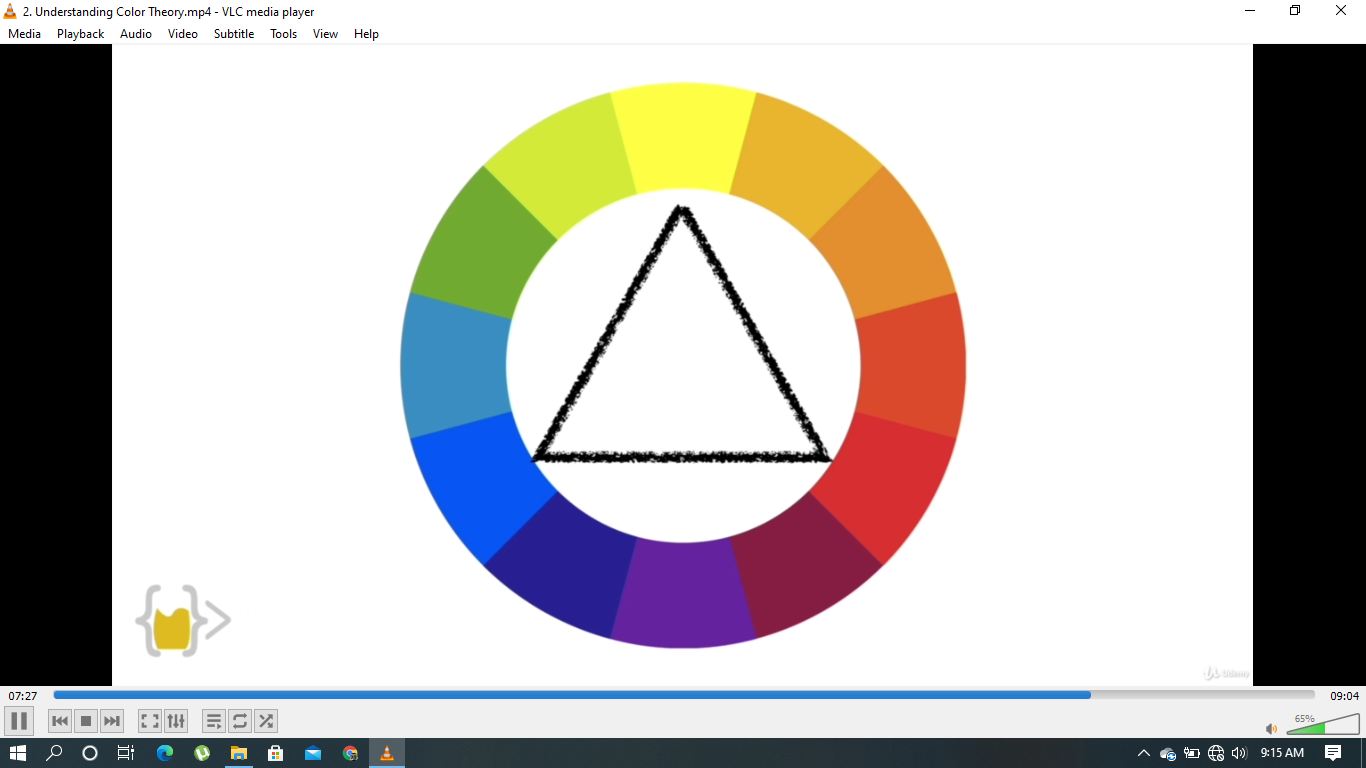 2. Understanding Color Theory.mp4 - VLC media player
Media Playback Audio Video Subtitle Tools View Help
Udemy
07:27 09:04
65%
9:15 AM